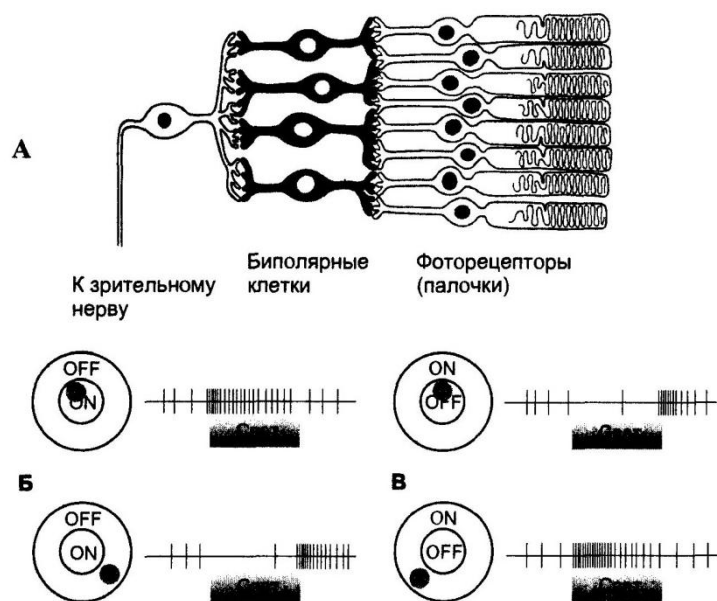 А
К зрительному
нерву
Биполярные
клетки
Фоторецепторы
(палочки)
OFF
ON
ON
OFF
Б
В
OFF
ON
ON
OFF